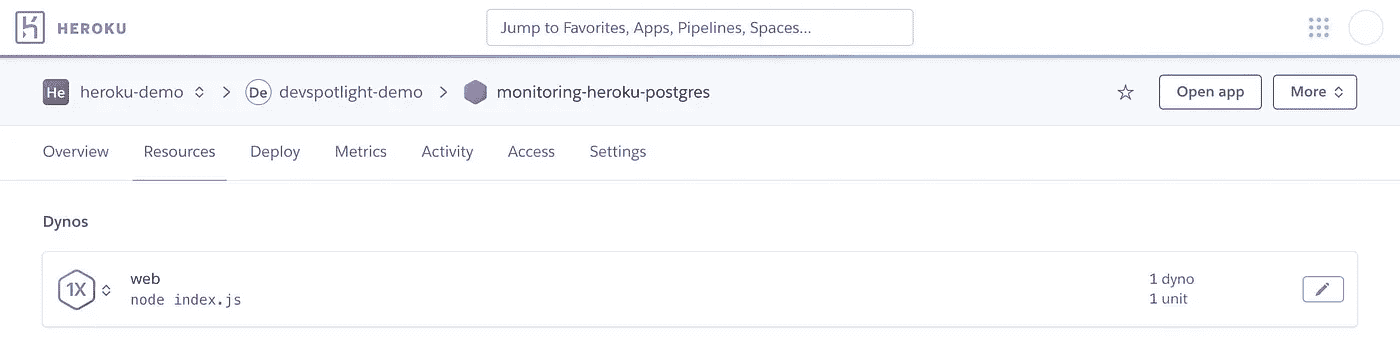 HEROKU
Jump to Favorites, Apps, Pipelines, Spaces...
He heroku-demo De devspotlight-demo monitoring-heroku-postgres Open app More
Overview Resources Deploy Metrics Activity Access Settings
Dynos
1X web 1 dyno
node index.js 1 unit